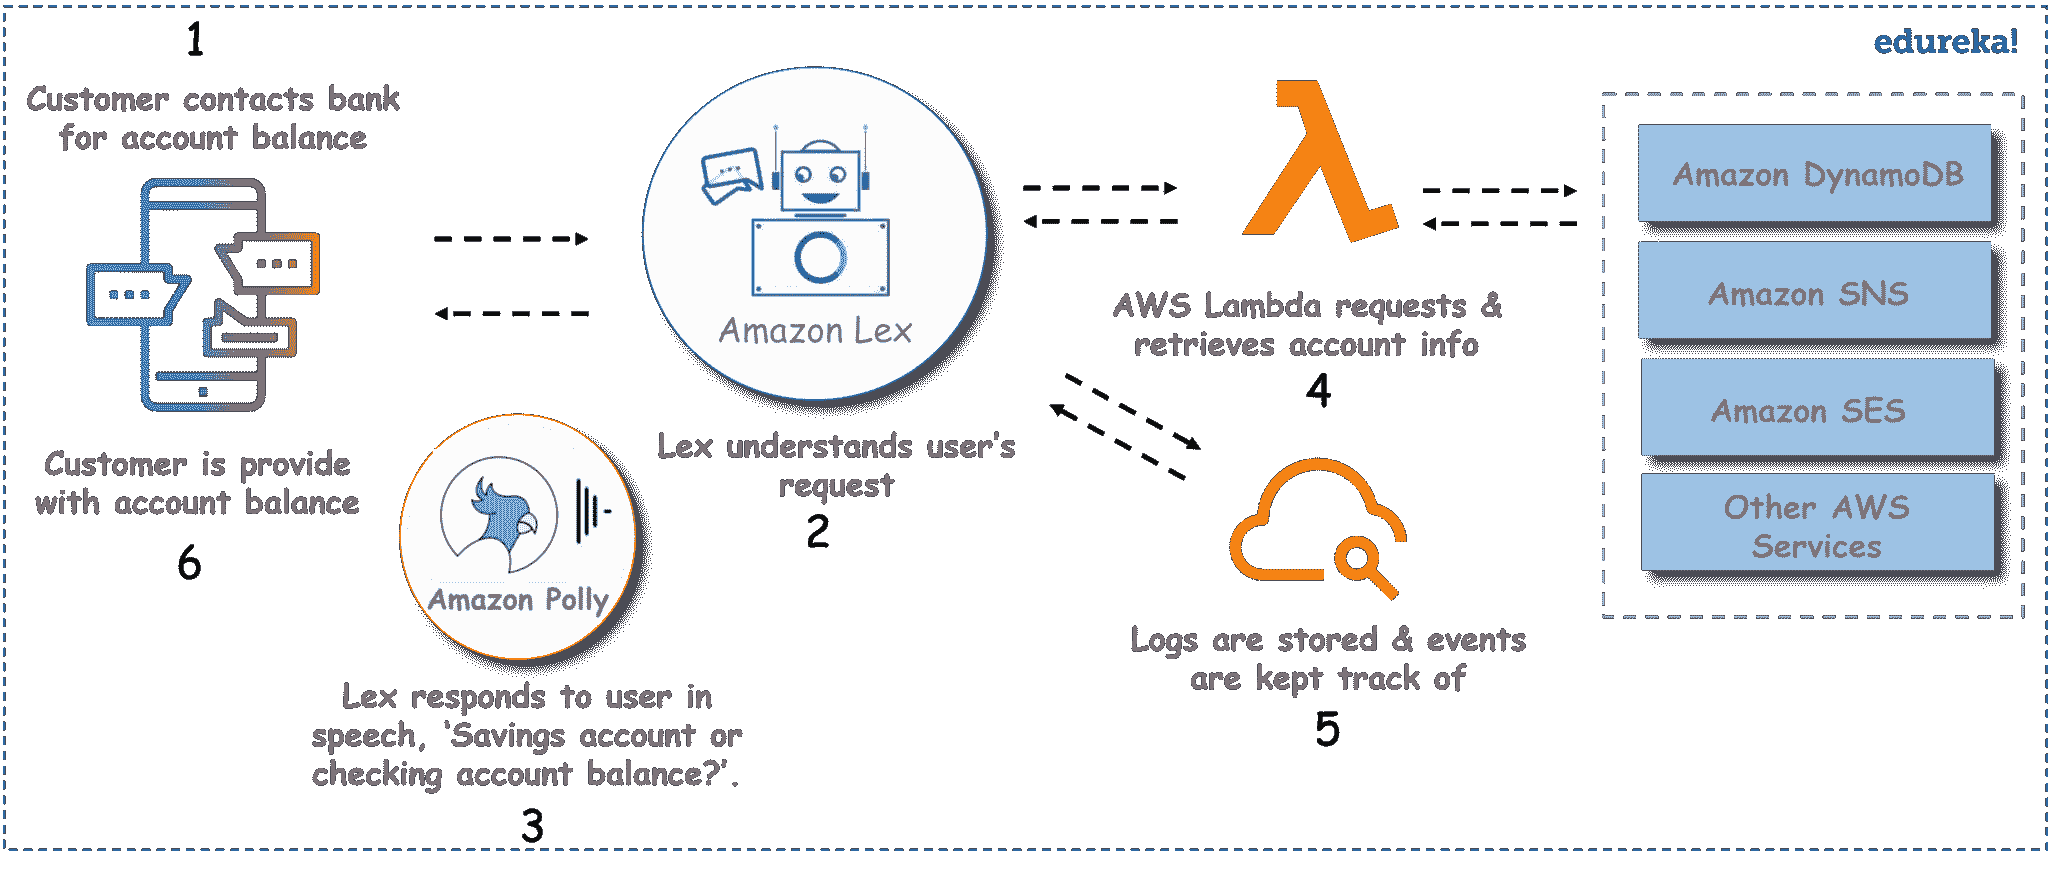 edureka!
1
Customer contacts bank
for account balance
Amazon Lex
Lex understands user's
request
2
Amazon Polly
Lex responds to user in
speech, 'Savings account or
checking account balance?'.
3
AWS Lambda requests &
retrieves account info
4
Amazon DynamoDB
Amazon SNS
Amazon SES
Other AWS
Services
Logs are stored & events
are kept track of
5
Customer is provide
with account balance
6